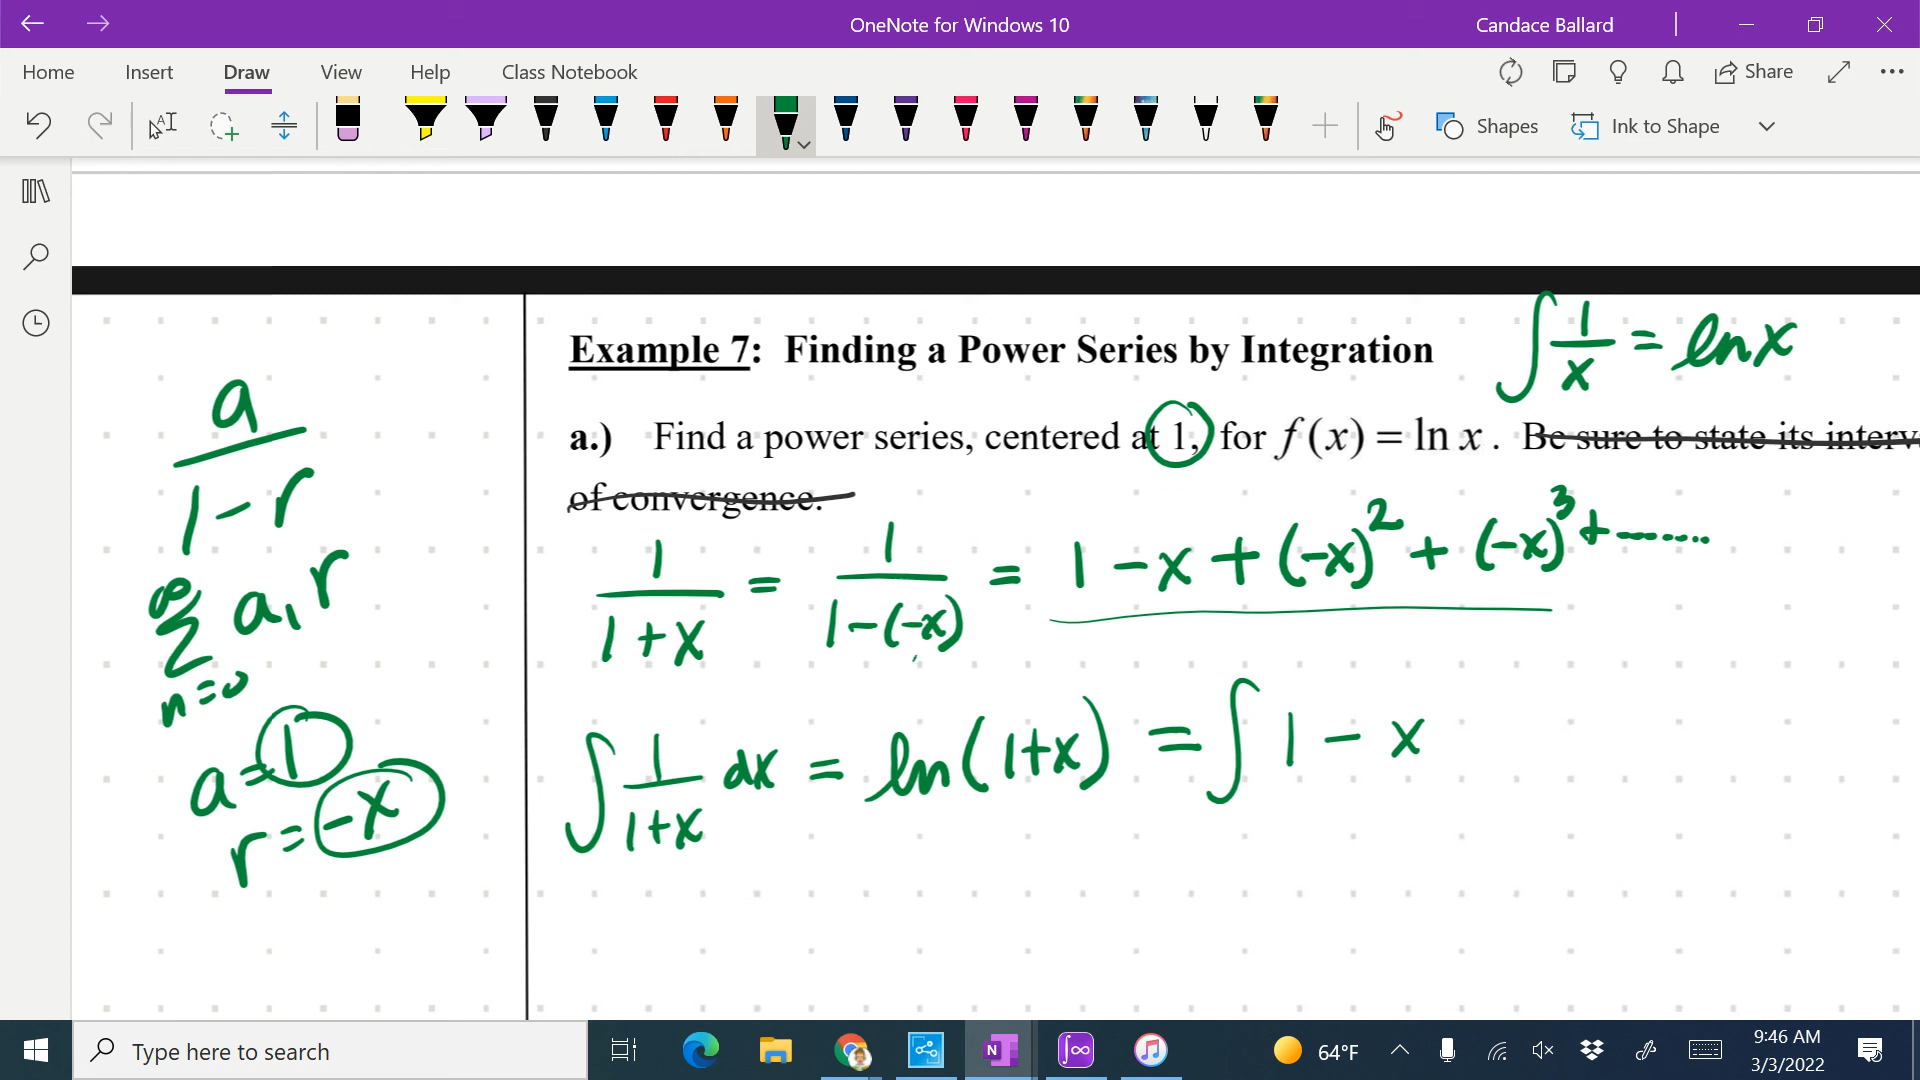 OneNote for Windows 10
Candace Ballard
Home Insert Draw View Help Class Notebook
Share
Shapes
Ink to Shape
Example 7: Finding a Power Series by Integration
∫ 1/x = ln x
a.) Find a power series, centered at 1, for f(x) = ln x. Be sure to state its interv
of convergence.
a/(1-r)
∞ Σ n=0 a₁ r
a = 1
r = -x
1/(1+x) = 1/(1-(-x)) = 1 - x + (-x)² + (-x)³ + ......
∫ 1/(1+x) dx = ln(1+x) = ∫ 1 - x
Type here to search
N
64°F
9:46 AM
3/3/2022